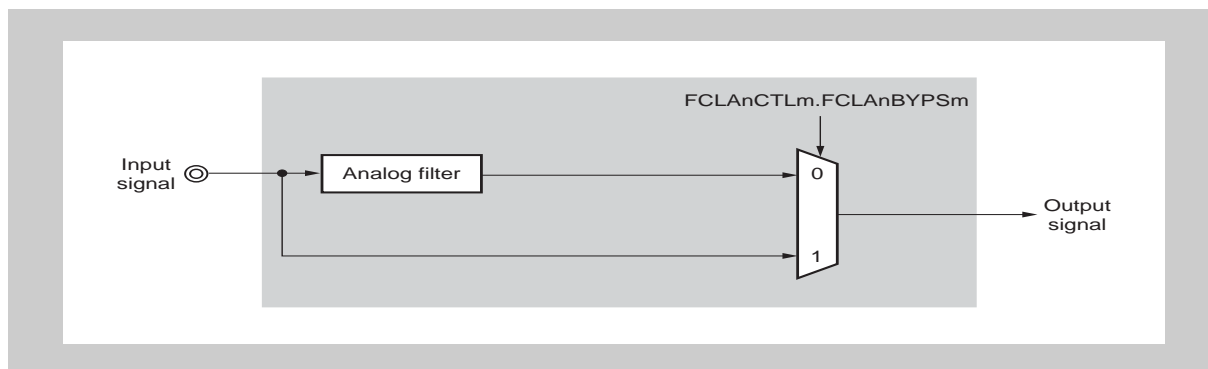 FCLAnCTLm.FCLAnBYPSm
Input
signal
Analog filter
0
1
Output
signal